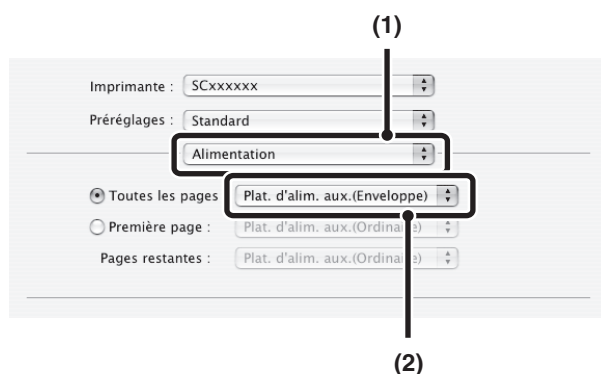 (1)
Imprimante : SCxxxxxx
Préréglages : Standard
Alimentation
Toutes les pages Plat. d'alim. aux.(Enveloppe)
Première page : Plat. d'alim. aux.(Ordinaire)
Pages restantes : Plat. d'alim. aux.(Ordinaire)
(2)